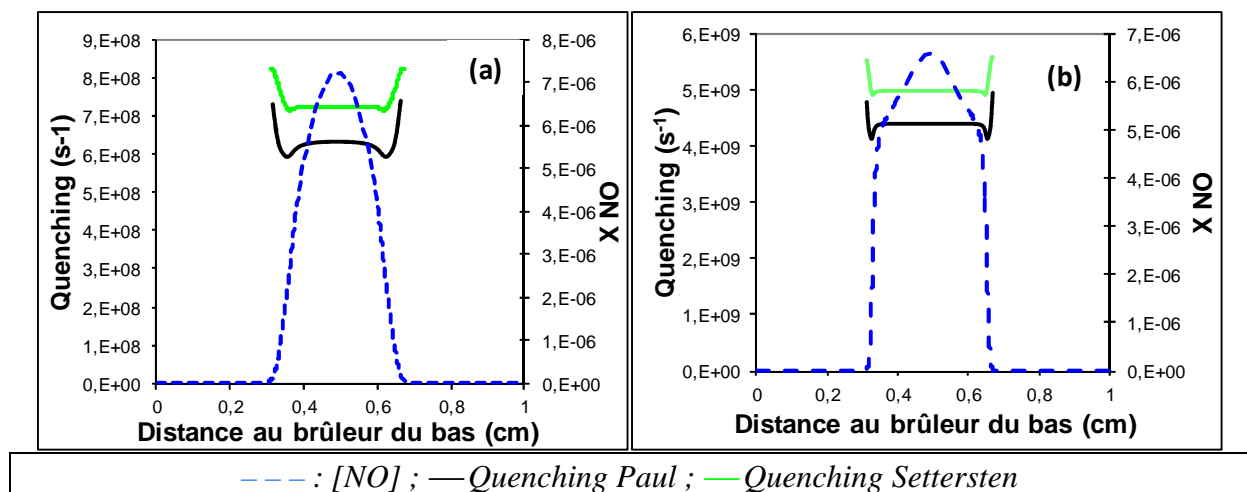 (a)
Quenching (s-1)
9,E+08
8,E+08
7,E+08
6,E+08
5,E+08
4,E+08
3,E+08
2,E+08
1,E+08
0,E+00
8,E-06
7,E-06
6,E-06
5,E-06
4,E-06
3,E-06
2,E-06
1,E-06
0,E+00
X NO
0 0,2 0,4 0,6 0,8 1
Distance au brûleur du bas (cm)
(b)
Quenching (s-1)
6,E+09
5,E+09
4,E+09
3,E+09
2,E+09
1,E+09
0,E+00
7,E-06
6,E-06
5,E-06
4,E-06
3,E-06
2,E-06
1,E-06
0,E+00
X NO
0 0,2 0,4 0,6 0,8 1
Distance au brûleur du bas (cm)
: [NO] ; Quenching Paul ; Quenching Settersten